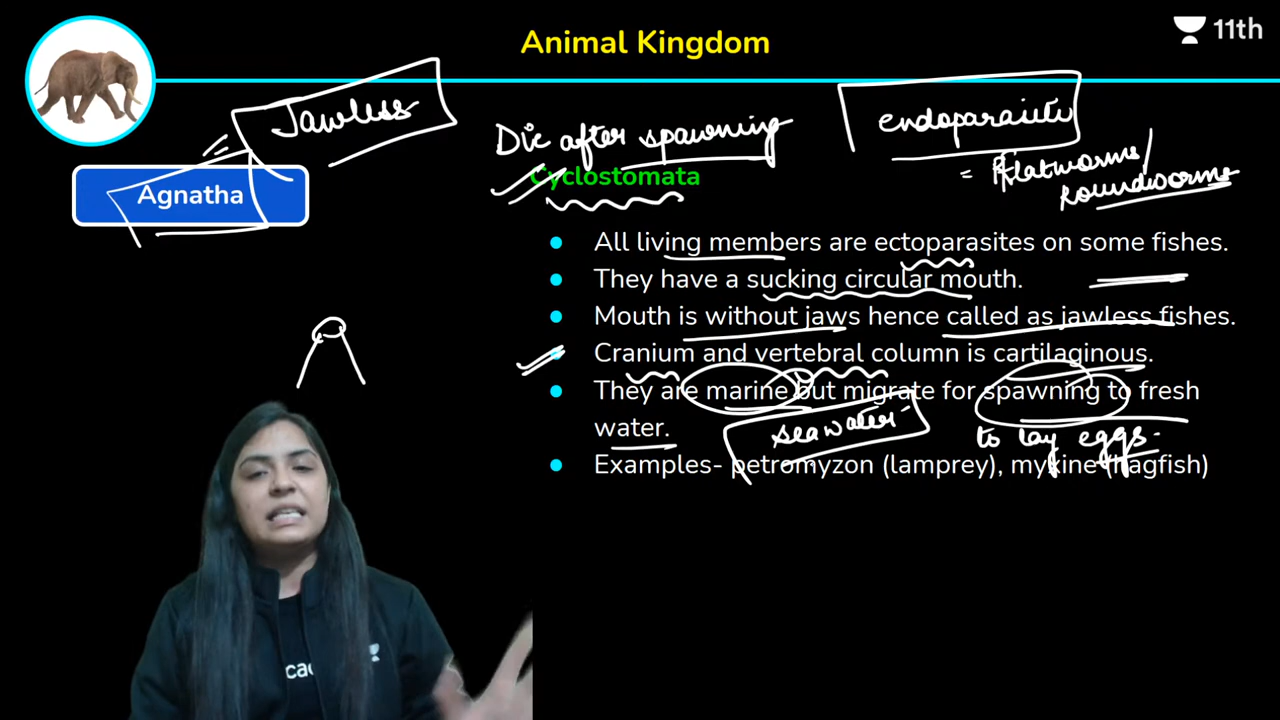 Animal Kingdom
11th
Jawless
Die after spawning
endoparasite
= flatworms/
Roundworms
Agnatha
Cyclostomata
All living members are ectoparasites on some fishes.
They have a sucking circular mouth.
Mouth is without jaws hence called as jawless fishes.
Cranium and vertebral column is cartilaginous.
They are marine but migrate for spawning to fresh
water.
seawater
to lay eggs.
Examples- petromyzon (lamprey), mykine (hagfish)